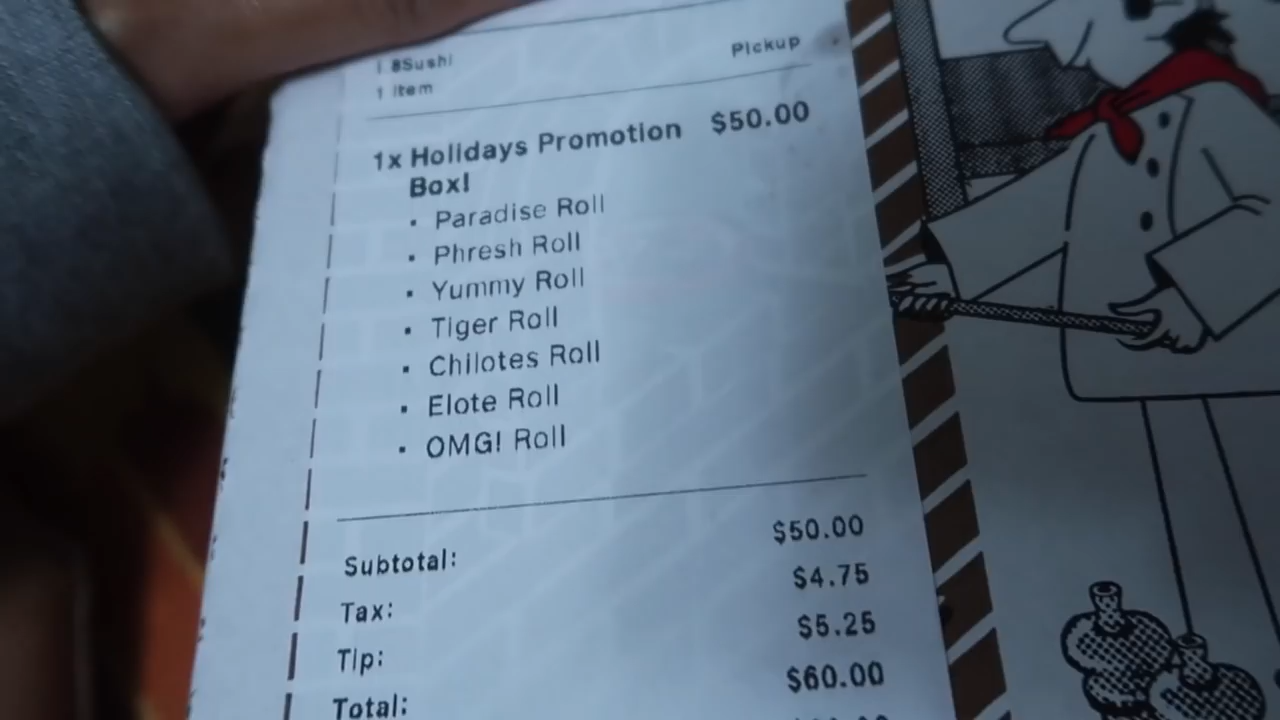 8Sushi Pickup
1 item
1x Holidays Promotion $50.00
Box!
• Paradise Roll
• Phresh Roll
• Yummy Roll
• Tiger Roll
• Chilotes Roll
• Elote Roll
• OMG! Roll
Subtotal: $50.00
Tax: $4.75
Tip: $5.25
Total: $60.00